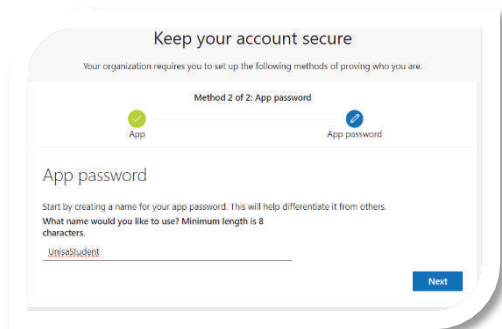 Keep your account secure
Your organization requires you to set up the following methods of proving who you are.
Method 2 of 2: App password
App
App password
App password
Start by creating a name for your app password. This will help differentiate it from others.
What name would you like to use? Minimum length is 8
characters.
UnisaStudent
Next